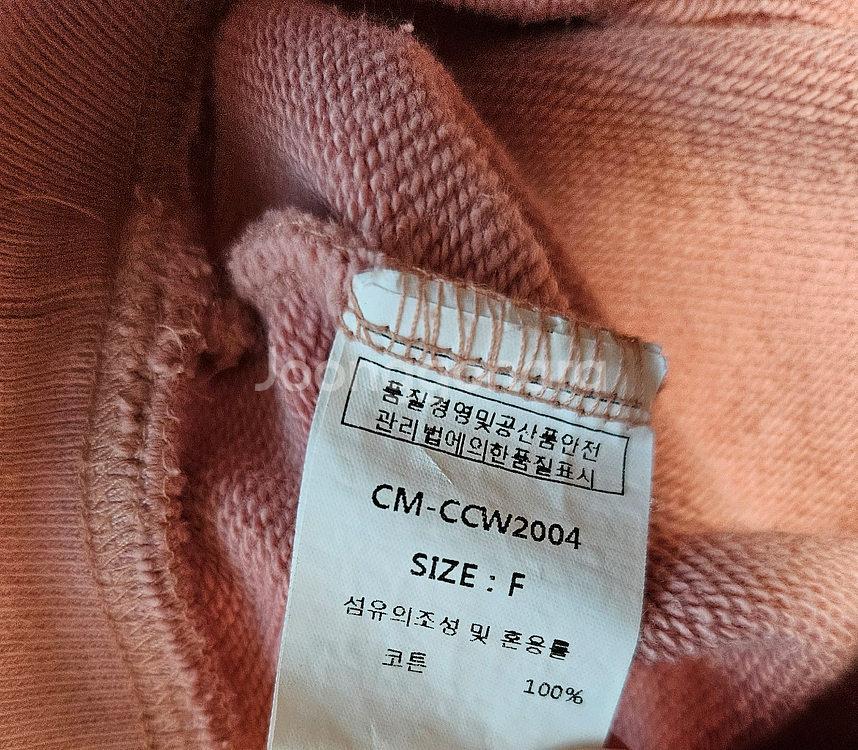 품질경영및공산품안전
관리법에의한품질표시
CM-CCW2004
SIZE : F
섬유의조성 및 혼용률
코튼
100%